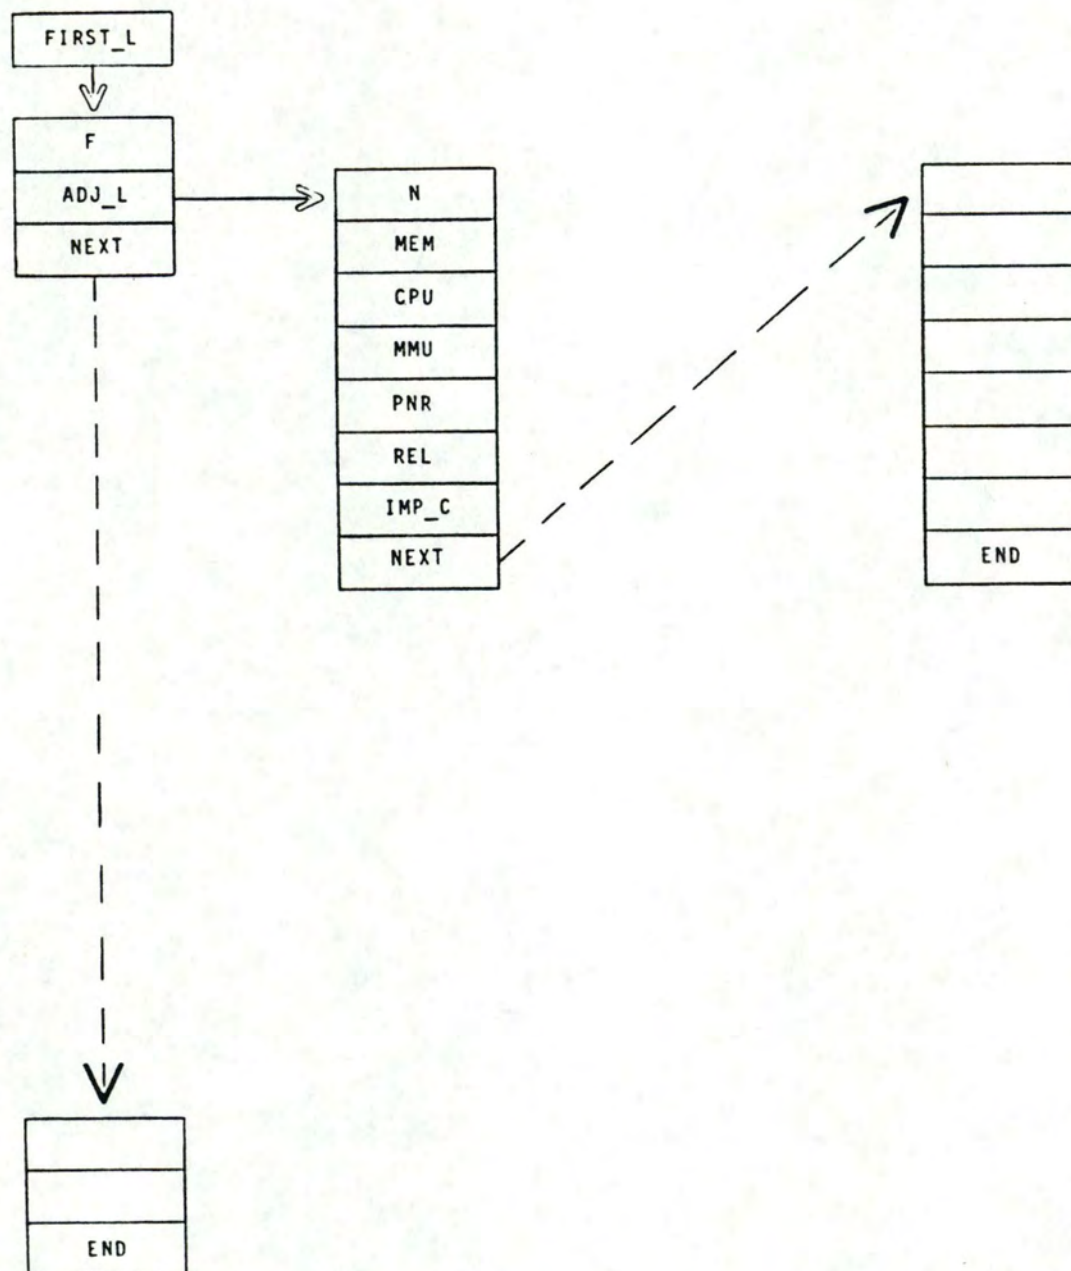 FIRST_L
F
ADJ_L
NEXT
N
MEM
CPU
MMU
PNR
REL
IMP_C
NEXT
END
END